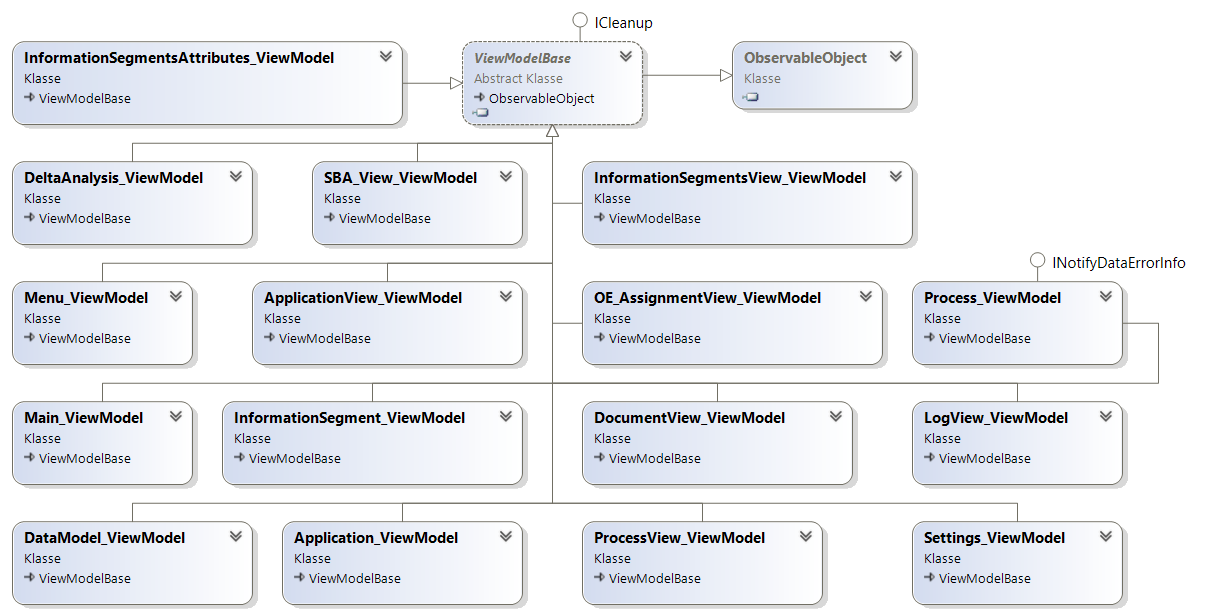 ICleanup
InformationSegmentsAttributes_ViewModel
Klasse
ViewModelBase
ViewModelBase
Abstract Klasse
ObservableObject
ObservableObject
Klasse
DeltaAnalysis_ViewModel
Klasse
ViewModelBase
SBA_View_ViewModel
Klasse
ViewModelBase
InformationSegmentsView_ViewModel
Klasse
ViewModelBase
INotifyDataErrorInfo
Menu_ViewModel
Klasse
ViewModelBase
ApplicationView_ViewModel
Klasse
ViewModelBase
OE_AssignmentView_ViewModel
Klasse
ViewModelBase
Process_ViewModel
Klasse
ViewModelBase
Main_ViewModel
Klasse
ViewModelBase
InformationSegment_ViewModel
Klasse
ViewModelBase
DocumentView_ViewModel
Klasse
ViewModelBase
LogView_ViewModel
Klasse
ViewModelBase
DataModel_ViewModel
Klasse
ViewModelBase
Application_ViewModel
Klasse
ViewModelBase
ProcessView_ViewModel
Klasse
ViewModelBase
Settings_ViewModel
Klasse
ViewModelBase